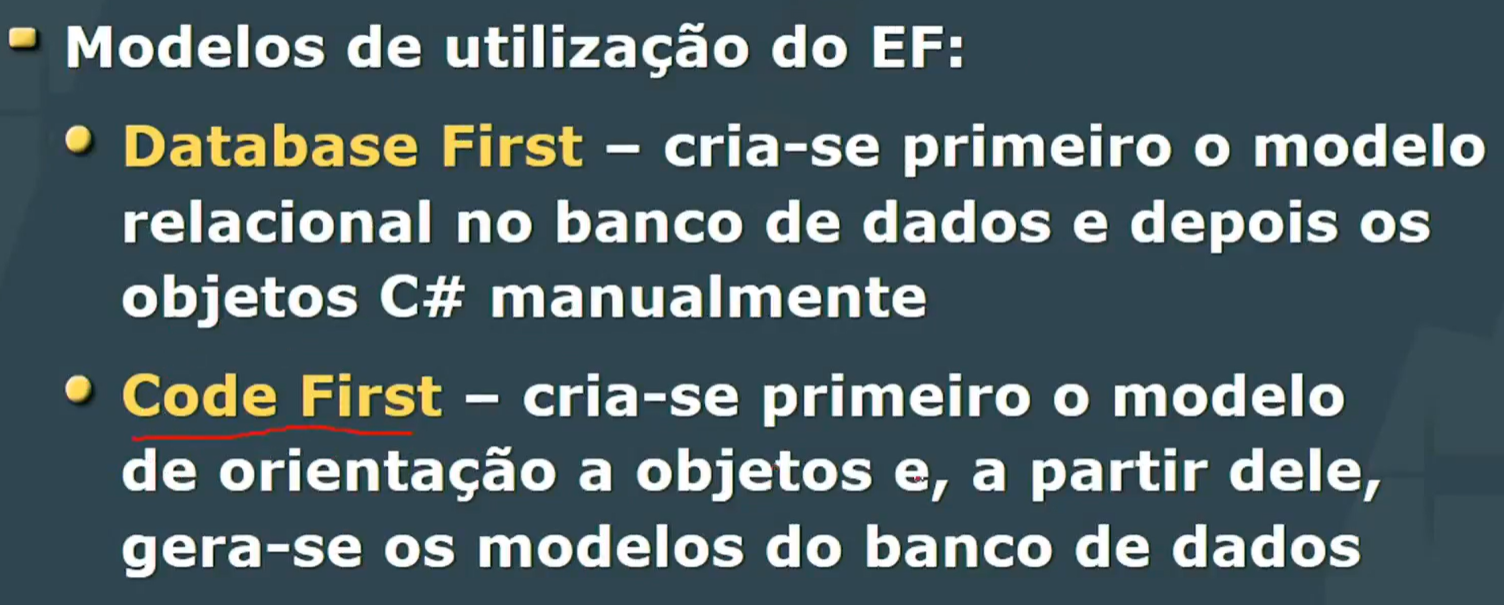 Modelos de utilização do EF:
Database First – cria-se primeiro o modelo
relacional no banco de dados e depois os
objetos C# manualmente
Code First – cria-se primeiro o modelo
de orientação a objetos e, a partir dele,
gera-se os modelos do banco de dados